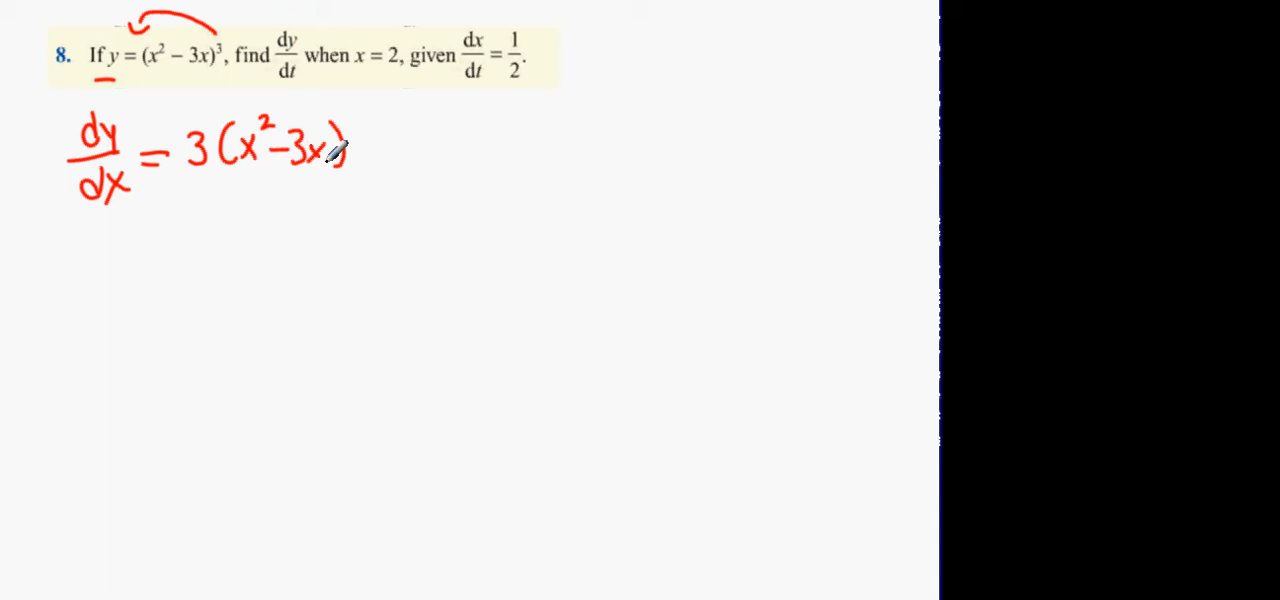 8. If y = (x² − 3x)³, find dy/dt when x = 2, given dx/dt = 1/2.
dy/dx = 3(x²-3x)